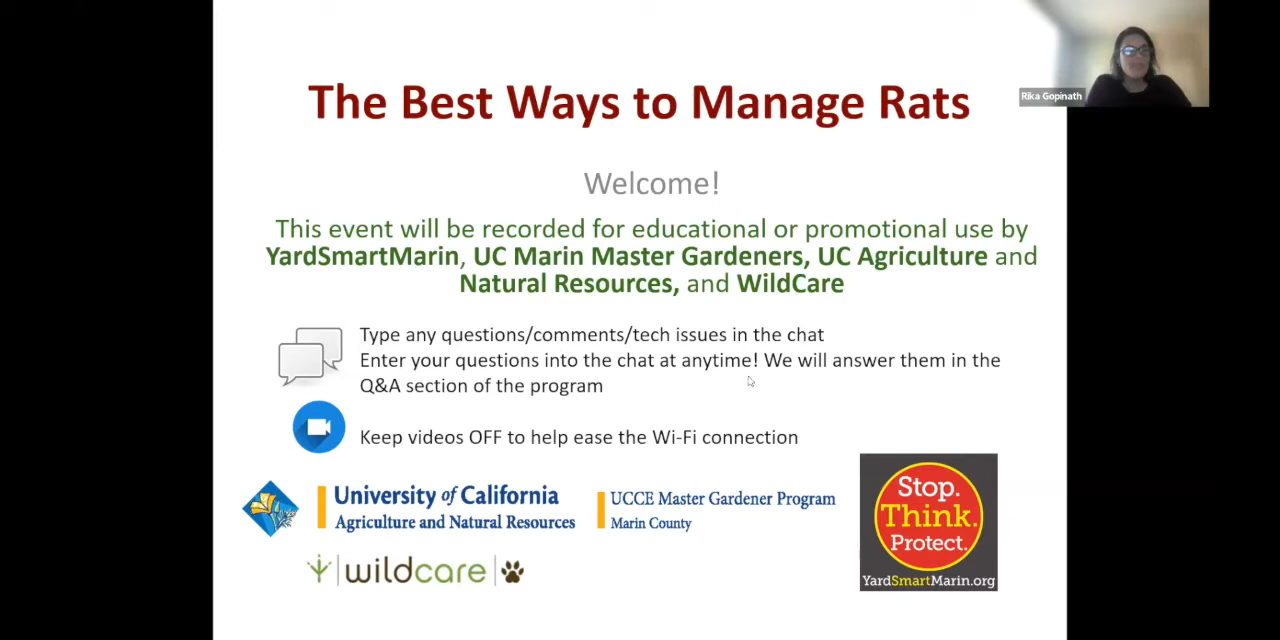 The Best Ways to Manage Rats
Rika Gopinath
Welcome!
This event will be recorded for educational or promotional use by
YardSmartMarin, UC Marin Master Gardeners, UC Agriculture and
Natural Resources, and WildCare
Type any questions/comments/tech issues in the chat
Enter your questions into the chat at anytime! We will answer them in the
Q&A section of the program
Keep videos OFF to help ease the Wi-Fi connection
University of California
Agriculture and Natural Resources
UCCE Master Gardener Program
Marin County
wildcare
Stop.
Think.
Protect.
YardSmartMarin.org